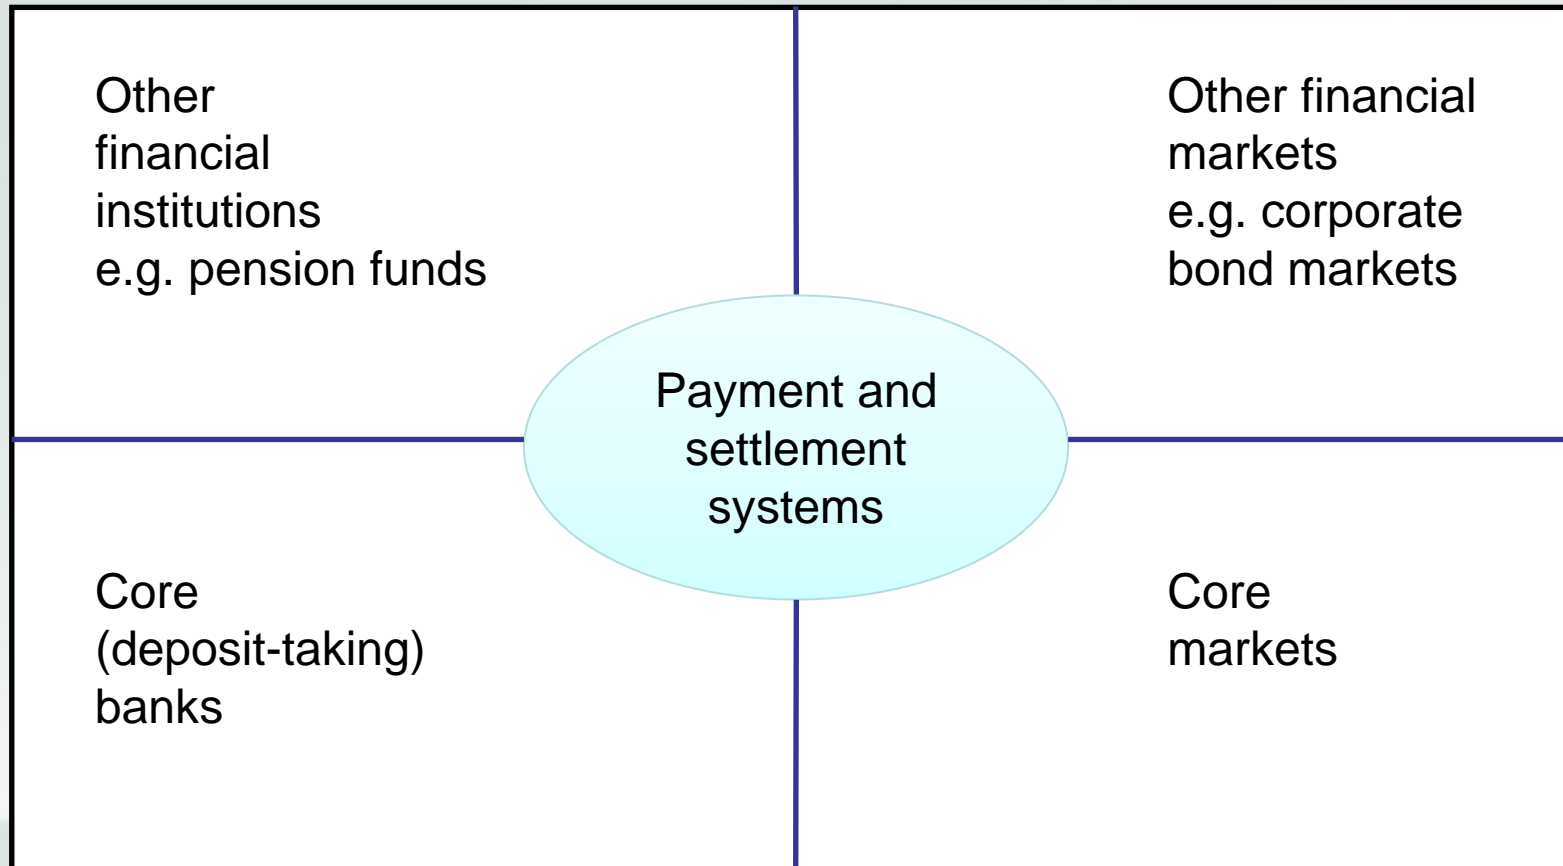 Other
financial
institutions
e.g. pension funds
Other financial
markets
e.g. corporate
bond markets
Payment and
settlement
systems
Core
(deposit-taking)
banks
Core
markets